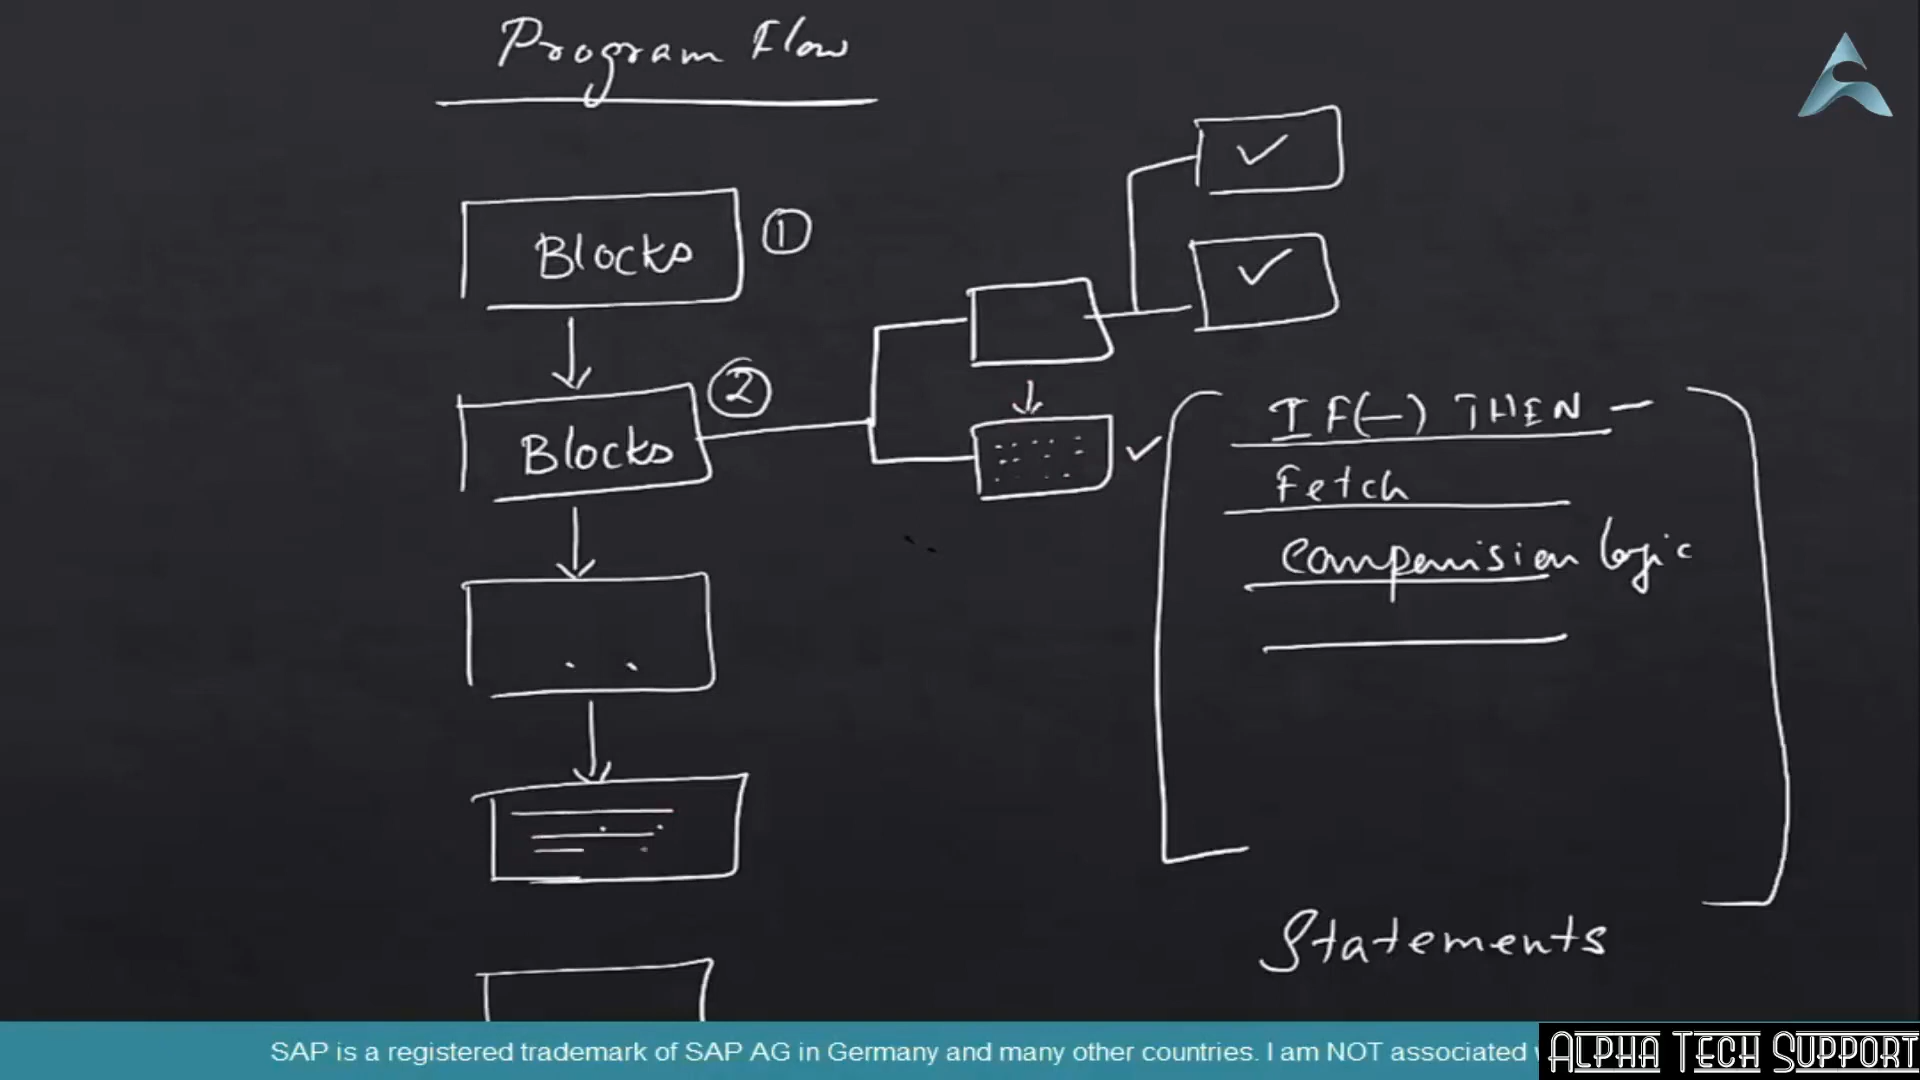 Program Flow
Blocks ①
Blocks ②
IF(—) THEN —
Fetch
Comparision logic
Statements
SAP is a registered trademark of SAP AG in Germany and many other countries. I am NOT associated
ALPHA TECH SUPPORT